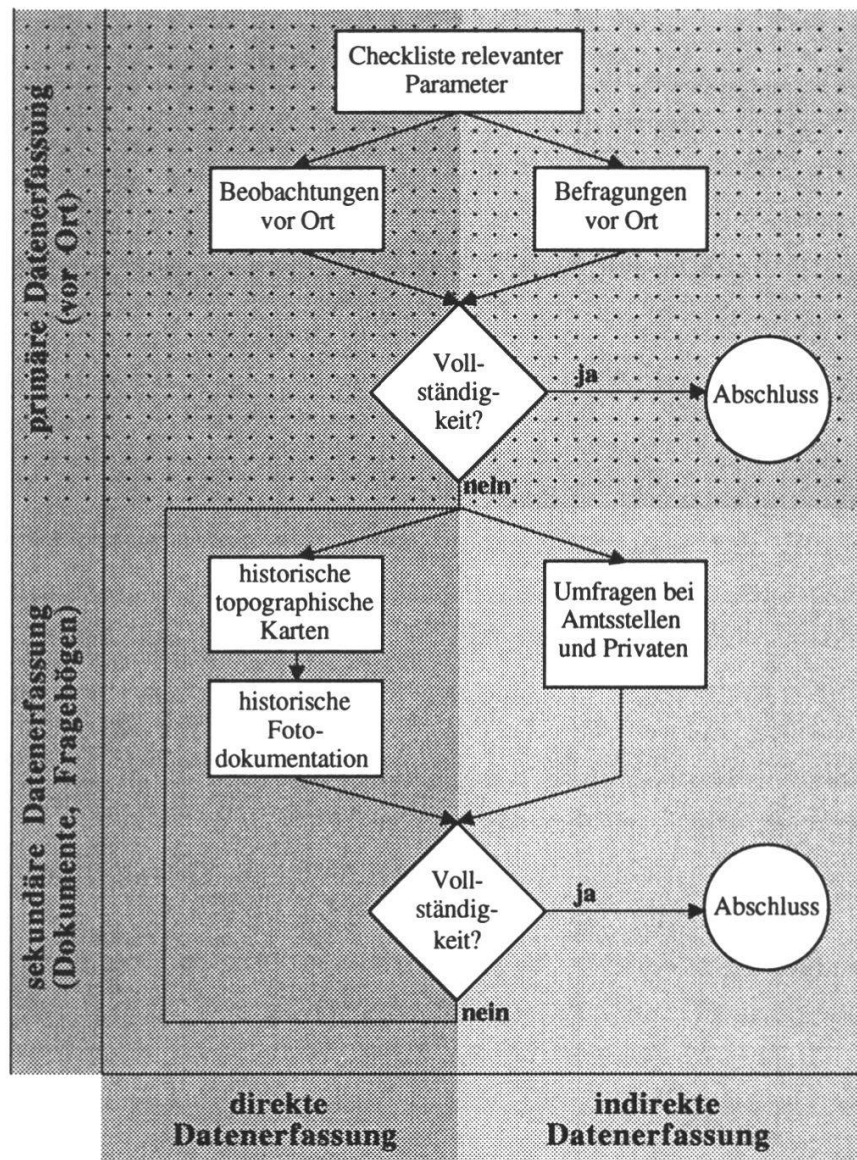 Checkliste relevanter
Parameter
Beobachtungen
vor Ort
Befragungen
vor Ort
primäre Datenerfassung
(vor Ort)
Voll-
ständig-
keit?
ja
Abschluss
nein
historische
topographische
Karten
Umfragen bei
Amtsstellen
und Privaten
historische
Foto-
dokumentation
sekundäre Datenerfassung
(Dokumente, Fragebögen)
Voll-
ständig-
keit?
ja
Abschluss
nein
direkte
Datenerfassung
indirekte
Datenerfassung